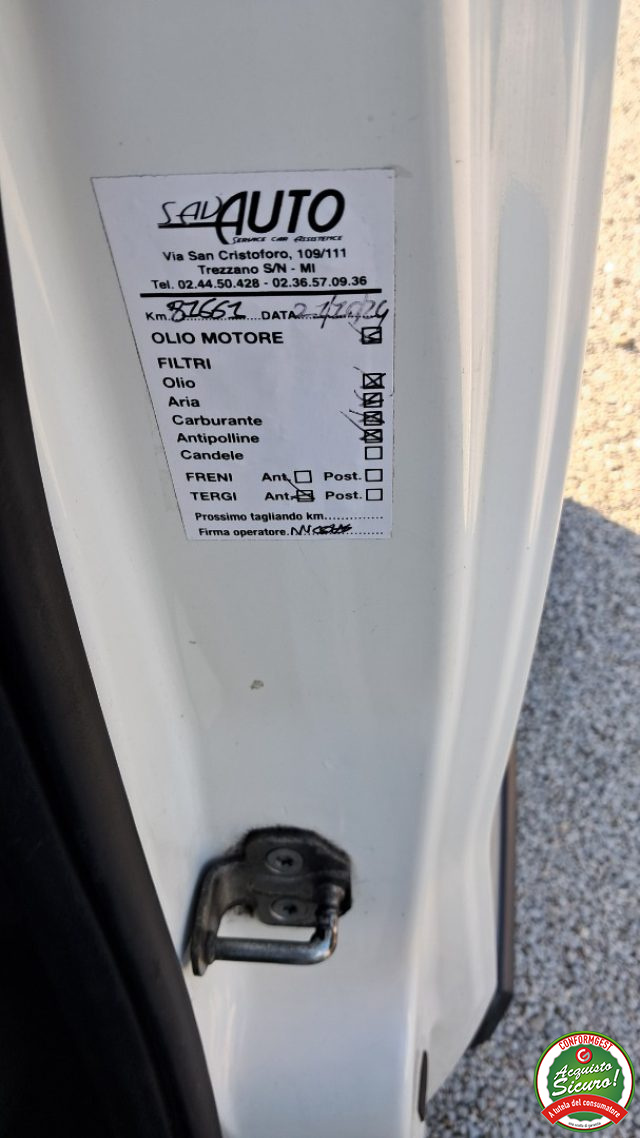 SAV AUTO
SERVICE CAR ASSISTENCE
Via San Cristoforo, 109/111
Trezzano S/N - MI
Tel. 02.44.50.428 - 02.36.57.09.36
Km. 81661 DATA
OLIO MOTORE
FILTRI
Olio
Aria
Carburante
Antipolline
Candele
FRENI Ant. Post.
TERGI Ant. Post.
Prossimo tagliando km..............
Firma operatore.
CONFORMGEST
Acquisto
Sicuro!
A tutela del consumatore